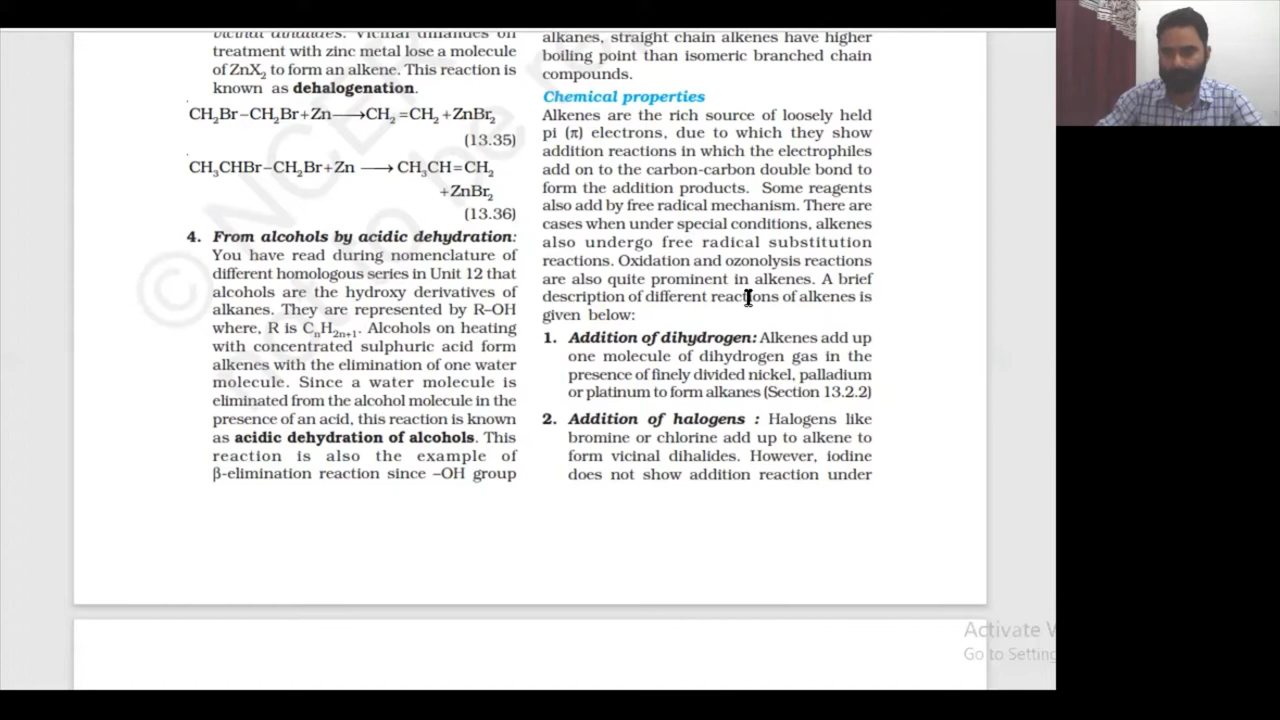 vicinal dihalides. Vicinal dihalides on
treatment with zinc metal lose a molecule
of ZnX₂ to form an alkene. This reaction is
known as dehalogenation.
CH₂Br–CH₂Br+Zn⟶CH₂=CH₂+ZnBr₂
(13.35)
CH₃CHBr–CH₂Br+Zn⟶CH₃CH=CH₂
+ZnBr₂
(13.36)
4. From alcohols by acidic dehydration:
You have read during nomenclature of
different homologous series in Unit 12 that
alcohols are the hydroxy derivatives of
alkanes. They are represented by R–OH
where, R is CₙH₂ₙ₊₁. Alcohols on heating
with concentrated sulphuric acid form
alkenes with the elimination of one water
molecule. Since a water molecule is
eliminated from the alcohol molecule in the
presence of an acid, this reaction is known
as acidic dehydration of alcohols. This
reaction is also the example of
β-elimination reaction since –OH group
alkanes, straight chain alkenes have higher
boiling point than isomeric branched chain
compounds.
Chemical properties
Alkenes are the rich source of loosely held
pi (π) electrons, due to which they show
addition reactions in which the electrophiles
add on to the carbon-carbon double bond to
form the addition products. Some reagents
also add by free radical mechanism. There are
cases when under special conditions, alkenes
also undergo free radical substitution
reactions. Oxidation and ozonolysis reactions
are also quite prominent in alkenes. A brief
description of different reactions of alkenes is
given below:
1. Addition of dihydrogen: Alkenes add up
one molecule of dihydrogen gas in the
presence of finely divided nickel, palladium
or platinum to form alkanes (Section 13.2.2)
2. Addition of halogens : Halogens like
bromine or chlorine add up to alkene to
form vicinal dihalides. However, iodine
does not show addition reaction under
Activate
Go to Setting